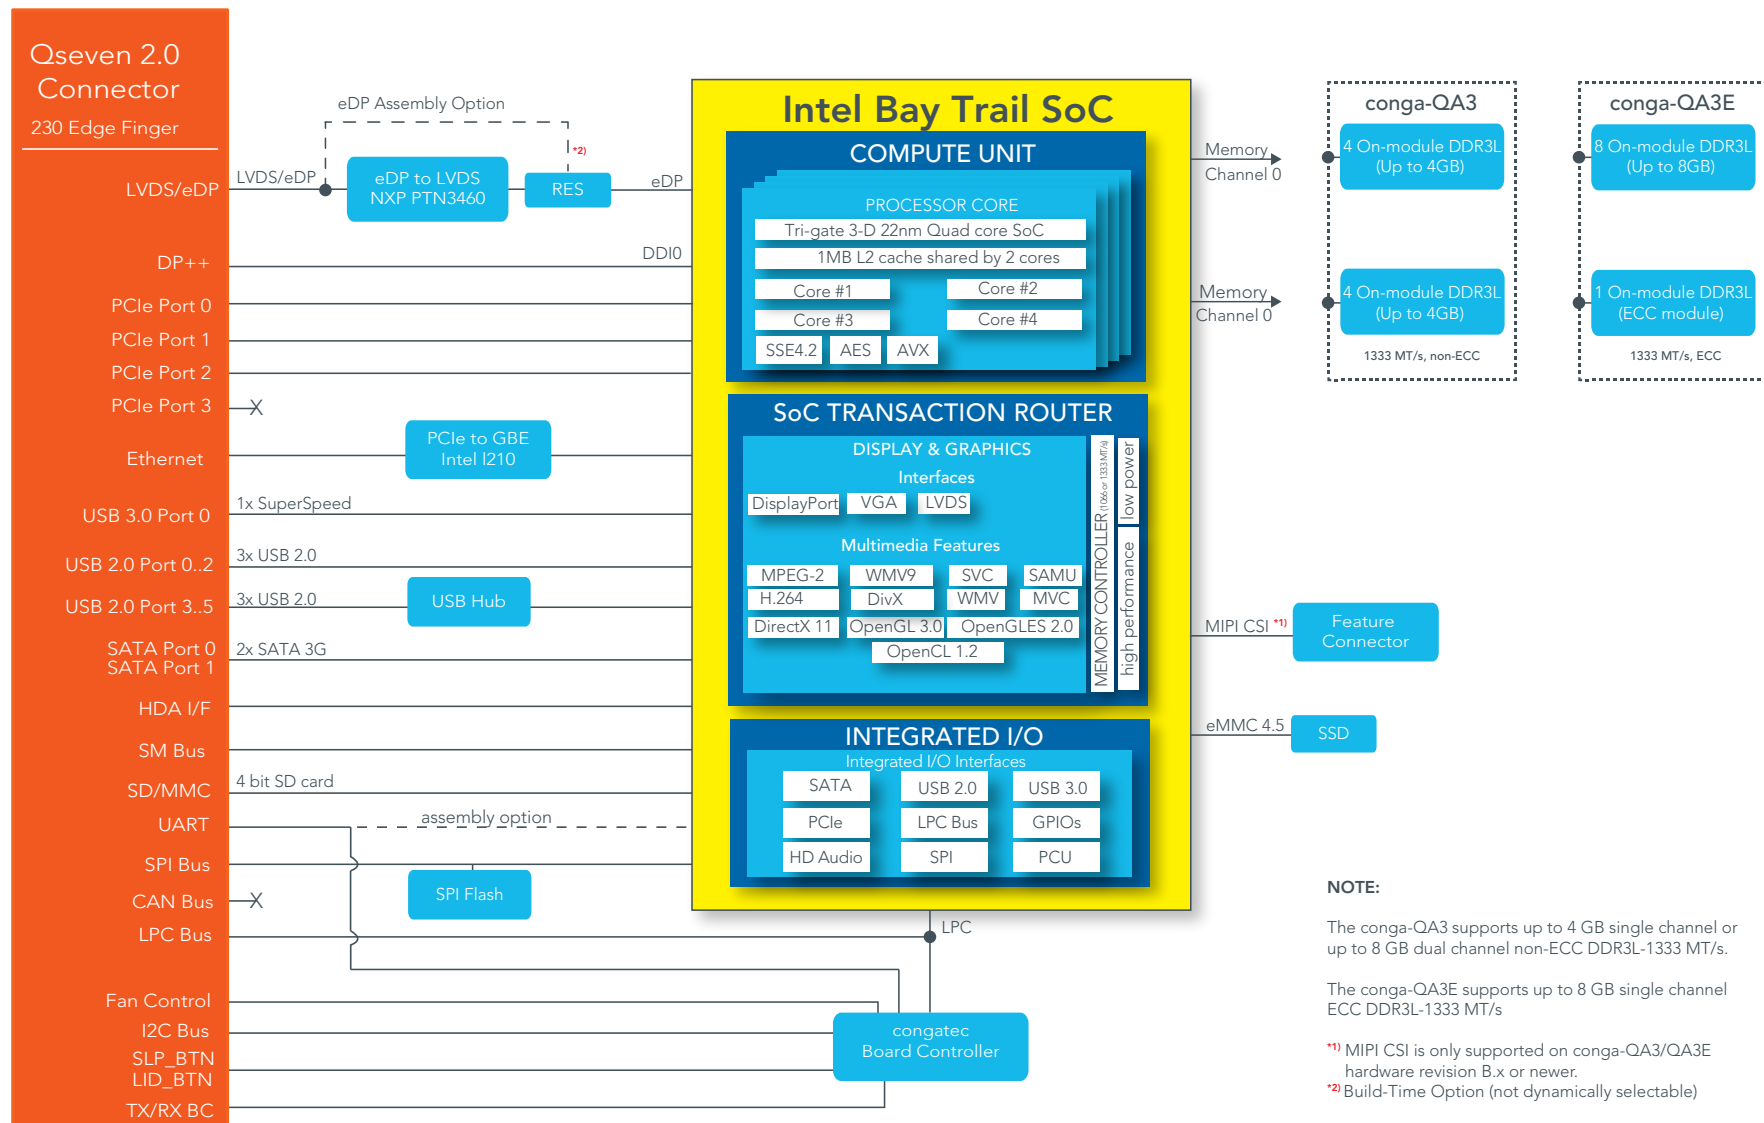 Qseven 2.0
Connector
230 Edge Finger
LVDS/eDP
DP++
PCIe Port 0
PCIe Port 1
PCIe Port 2
PCIe Port 3
Ethernet
USB 3.0 Port 0
USB 2.0 Port 0..2
USB 2.0 Port 3..5
SATA Port 0
SATA Port 1
HDA I/F
SM Bus
SD/MMC
UART
SPI Bus
CAN Bus
LPC Bus
Fan Control
I2C Bus
SLP_BTN
LID_BTN
TX/RX BC
eDP Assembly Option
*2)
LVDS/eDP
eDP to LVDS
NXP PTN3460
RES
eDP
DDI0
X
PCIe to GBE
Intel I210
1x SuperSpeed
3x USB 2.0
3x USB 2.0
USB Hub
2x SATA 3G
4 bit SD card
assembly option
SPI Flash
X
LPC
congatec
Board Controller
Intel Bay Trail SoC
COMPUTE UNIT
PROCESSOR CORE
Tri-gate 3-D 22nm Quad core SoC
1MB L2 cache shared by 2 cores
Core #1
Core #2
Core #3
Core #4
SSE4.2
AES
AVX
SoC TRANSACTION ROUTER
DISPLAY & GRAPHICS
Interfaces
DisplayPort
VGA
LVDS
Multimedia Features
MPEG-2
WMV9
SVC
SAMU
H.264
DivX
WMV
MVC
DirectX 11
OpenGL 3.0
OpenGLES 2.0
OpenCL 1.2
MEMORY CONTROLLER (1066 or 1333 MT/s)
low power
high performance
INTEGRATED I/O
Integrated I/O Interfaces
SATA
USB 2.0
USB 3.0
PCIe
LPC Bus
GPIOs
HD Audio
SPI
PCU
Memory
Channel 0
Memory
Channel 0
MIPI CSI *1)
Feature
Connector
eMMC 4.5
SSD
conga-QA3
4 On-module DDR3L
(Up to 4GB)
4 On-module DDR3L
(Up to 4GB)
1333 MT/s, non-ECC
conga-QA3E
8 On-module DDR3L
(Up to 8GB)
1 On-module DDR3L
(ECC module)
1333 MT/s, ECC
NOTE:
The conga-QA3 supports up to 4 GB single channel or
up to 8 GB dual channel non-ECC DDR3L-1333 MT/s.
The conga-QA3E supports up to 8 GB single channel
ECC DDR3L-1333 MT/s
*1) MIPI CSI is only supported on conga-QA3/QA3E
hardware revision B.x or newer.
*2) Build-Time Option (not dynamically selectable)